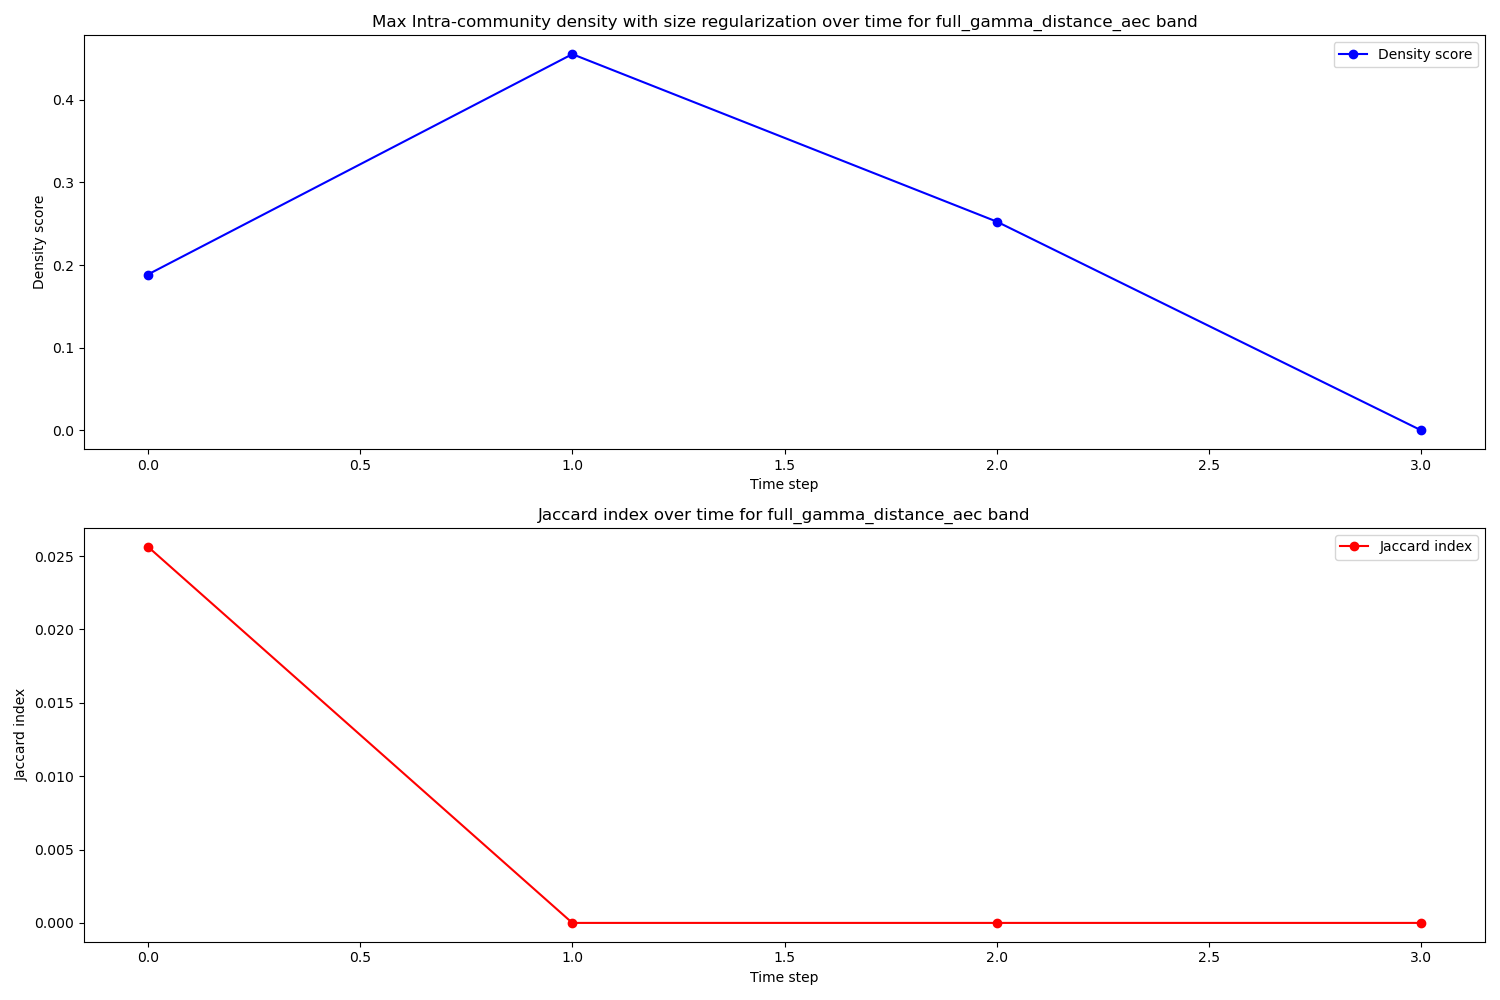 Max Intra-community density with size regularization over time for full_gamma_distance_aec band
Density score
Density score
0.4
0.3
0.2
0.1
0.0
0.0 0.5 1.0 1.5 2.0 2.5 3.0
Time step
Jaccard index over time for full_gamma_distance_aec band
Jaccard index
Jaccard index
0.025
0.020
0.015
0.010
0.005
0.000
0.0 0.5 1.0 1.5 2.0 2.5 3.0
Time step